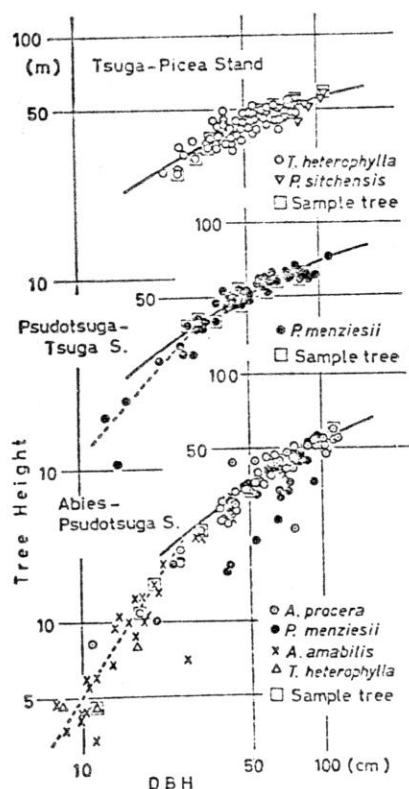 100
(m)
Tsuga-Picea Stand
50
T. heterophylla
P. sitchensis
Sample tree
100
10
50
Psudotsuga-
Tsuga S.
P. menziesii
Sample tree
100
10
50
Abies-
Psudotsuga S.
Tree Height
10
A. procera
P. menziesii
A. amabilis
T. heterophylla
5
Sample tree
10
50
100 (cm)
DBH